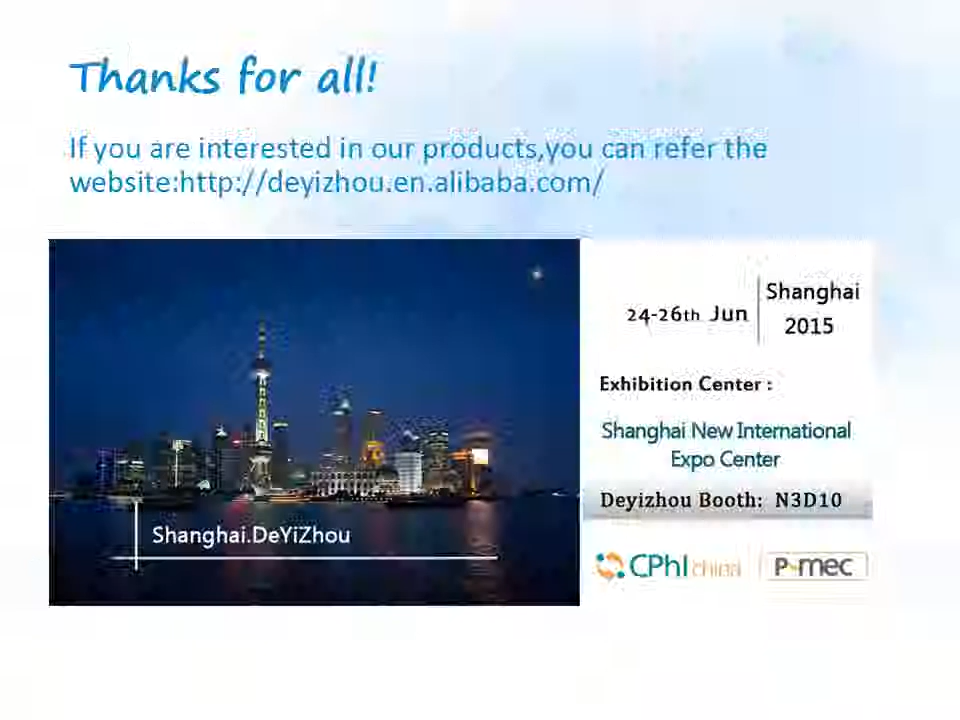 Thanks for all!
If you are interested in our products,you can refer the
website:http://deyizhou.en.alibaba.com/
24-26th Jun
Shanghai
2015
Exhibition Center :
Shanghai New International
Expo Center
Deyizhou Booth: N3D10
Shanghai.DeYiZhou
CPhI china
P-mec